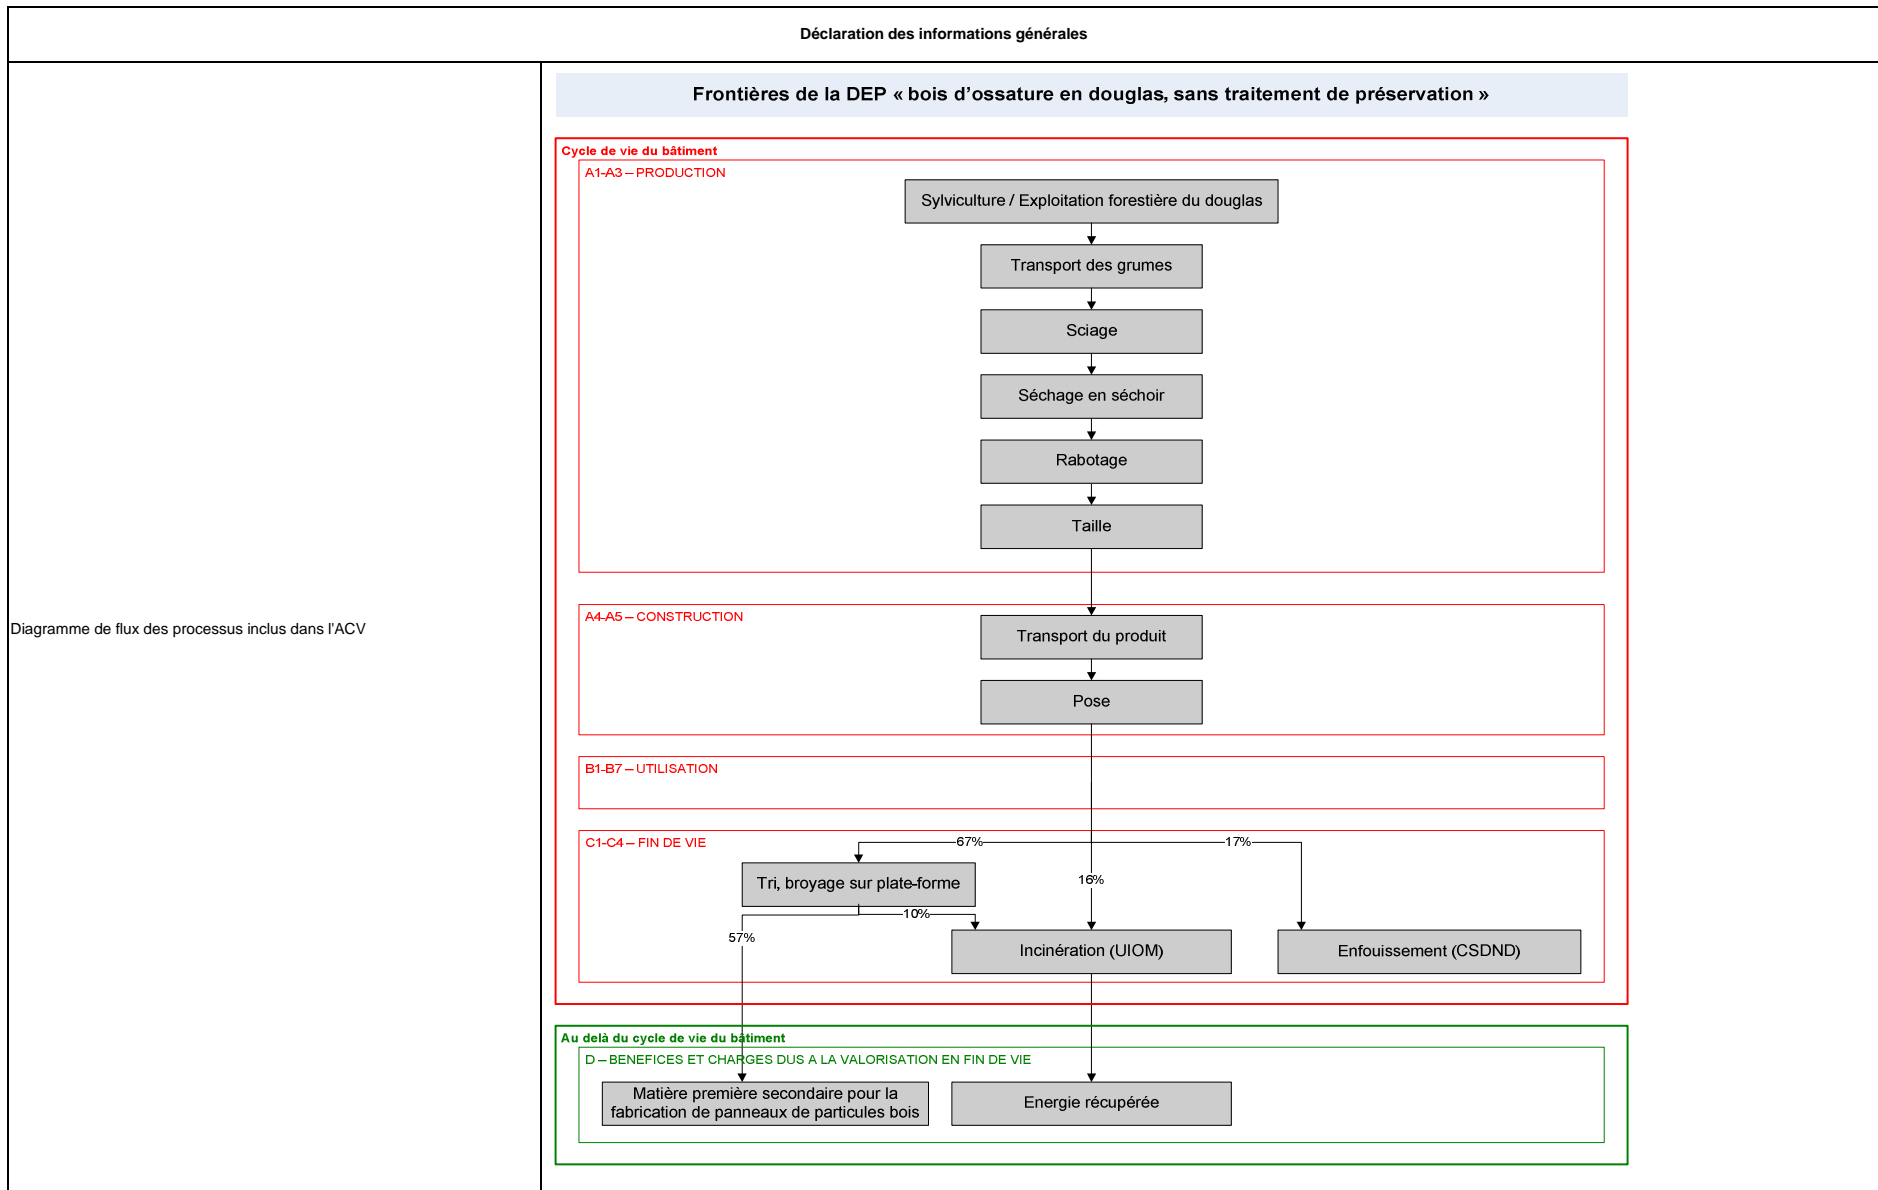 Déclaration des informations générales
Frontières de la DEP « bois d'ossature en douglas, sans traitement de préservation »
Cycle de vie du bâtiment
A1-A3 – PRODUCTION
Sylviculture / Exploitation forestière du douglas
Transport des grumes
Sciage
Séchage en séchoir
Rabotage
Taille
Diagramme de flux des processus inclus dans l'ACV
A4-A5 – CONSTRUCTION
Transport du produit
Pose
B1-B7 – UTILISATION
C1-C4 – FIN DE VIE
67%
17%
Tri, broyage sur plate-forme
16%
10%
57%
Incinération (UIOM)
Enfouissement (CSDND)
Au delà du cycle de vie du bâtiment
D – BENEFICES ET CHARGES DUS A LA VALORISATION EN FIN DE VIE
Matière première secondaire pour la
fabrication de panneaux de particules bois
Energie récupérée